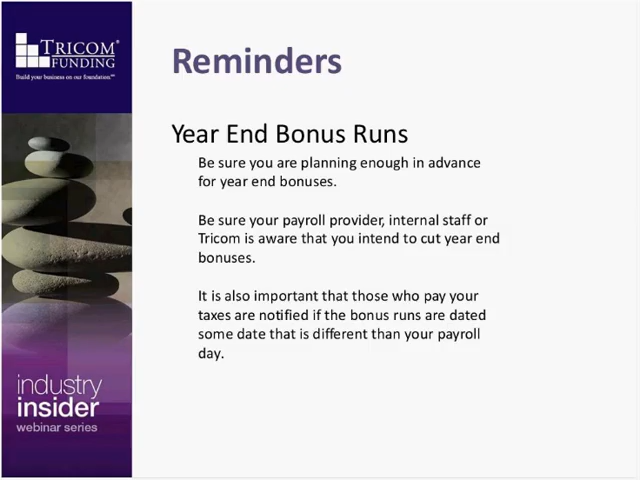 TRICOM®
FUNDING
Build your business on our foundation.℠
Reminders
Year End Bonus Runs
Be sure you are planning enough in advance
for year end bonuses.
Be sure your payroll provider, internal staff or
Tricom is aware that you intend to cut year end
bonuses.
It is also important that those who pay your
taxes are notified if the bonus runs are dated
some date that is different than your payroll
day.
industry
insider
webinar series